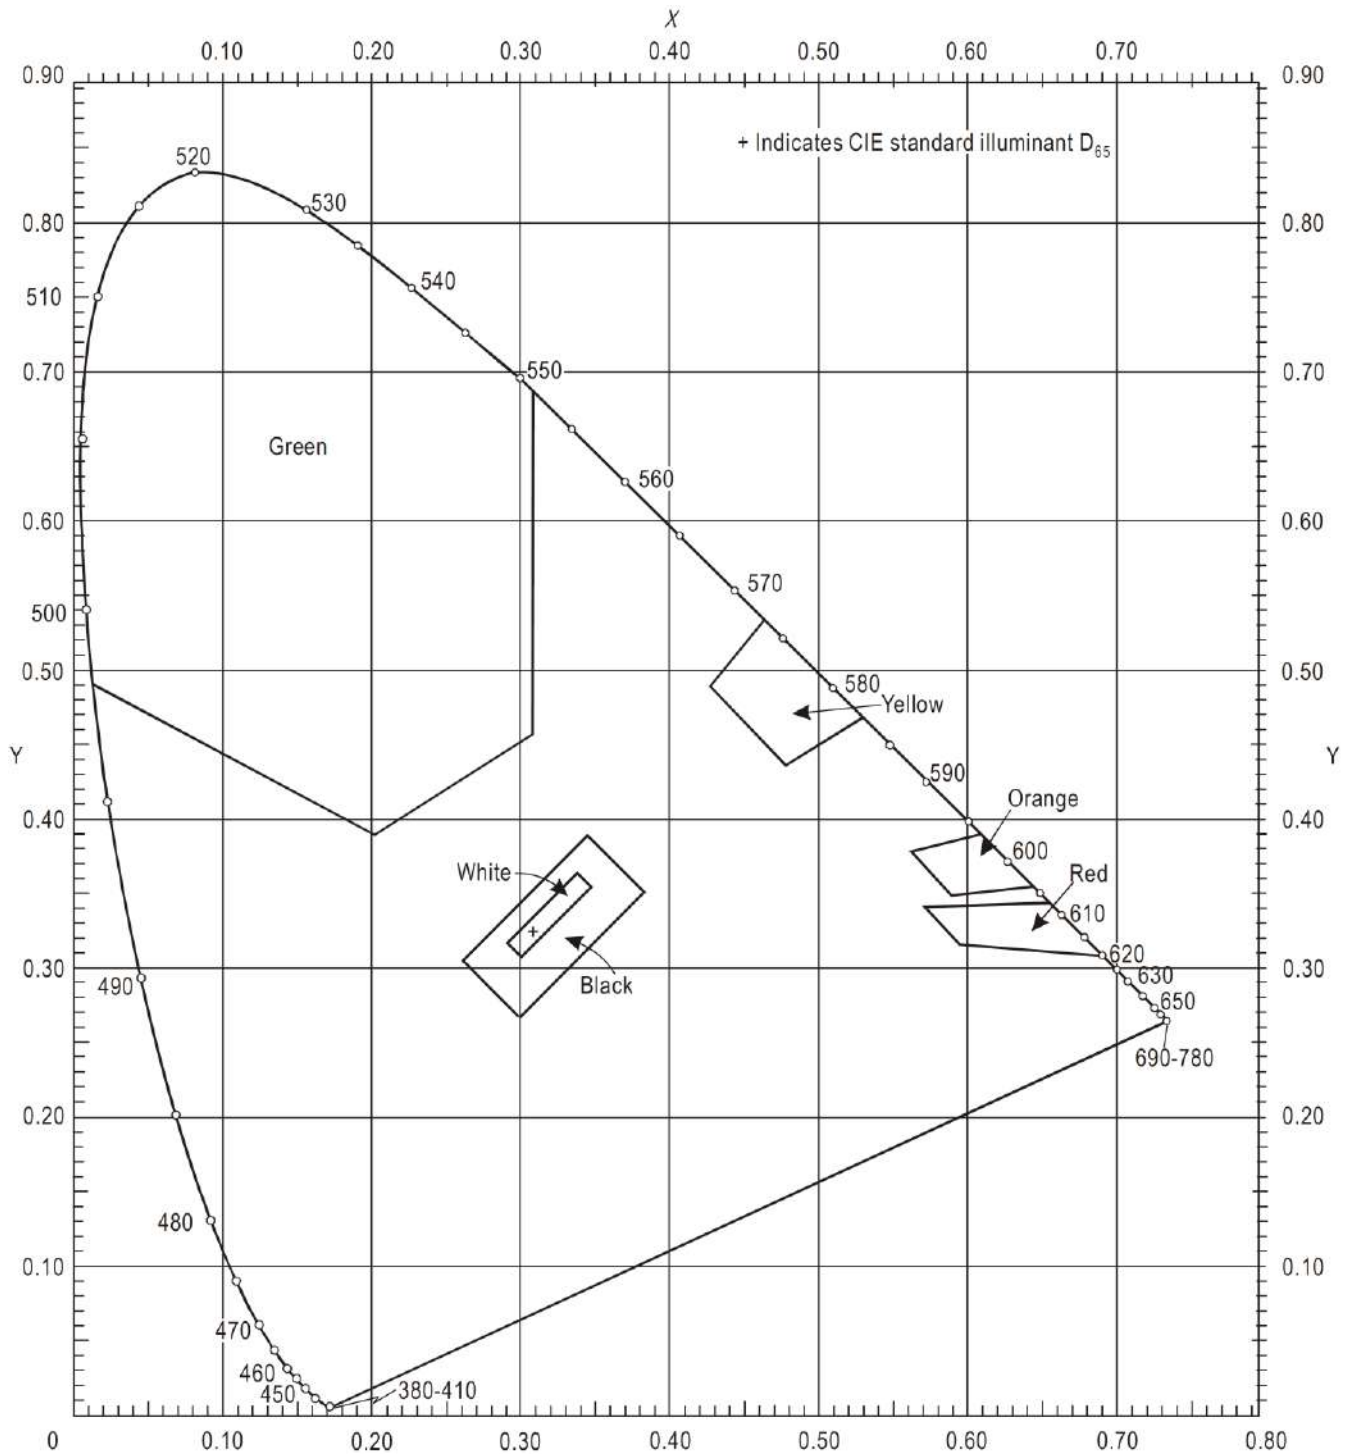 X
0.10 0.20 0.30 0.40 0.50 0.60 0.70
0.90 0.90
+ Indicates CIE standard illuminant D₆₅
520
530
0.80 0.80
540
510
0.70 550 0.70
Green
560
0.60 0.60
570
500
0.50 0.50
580
Yellow
Y Y
590
Orange
0.40 0.40
600
White Red
610
620
0.30 0.30
630
490 Black
650
690-780
0.20 0.20
480
0.10 0.10
470
460
450 380-410
0 0.10 0.20 0.30 0.40 0.50 0.60 0.70 0.80